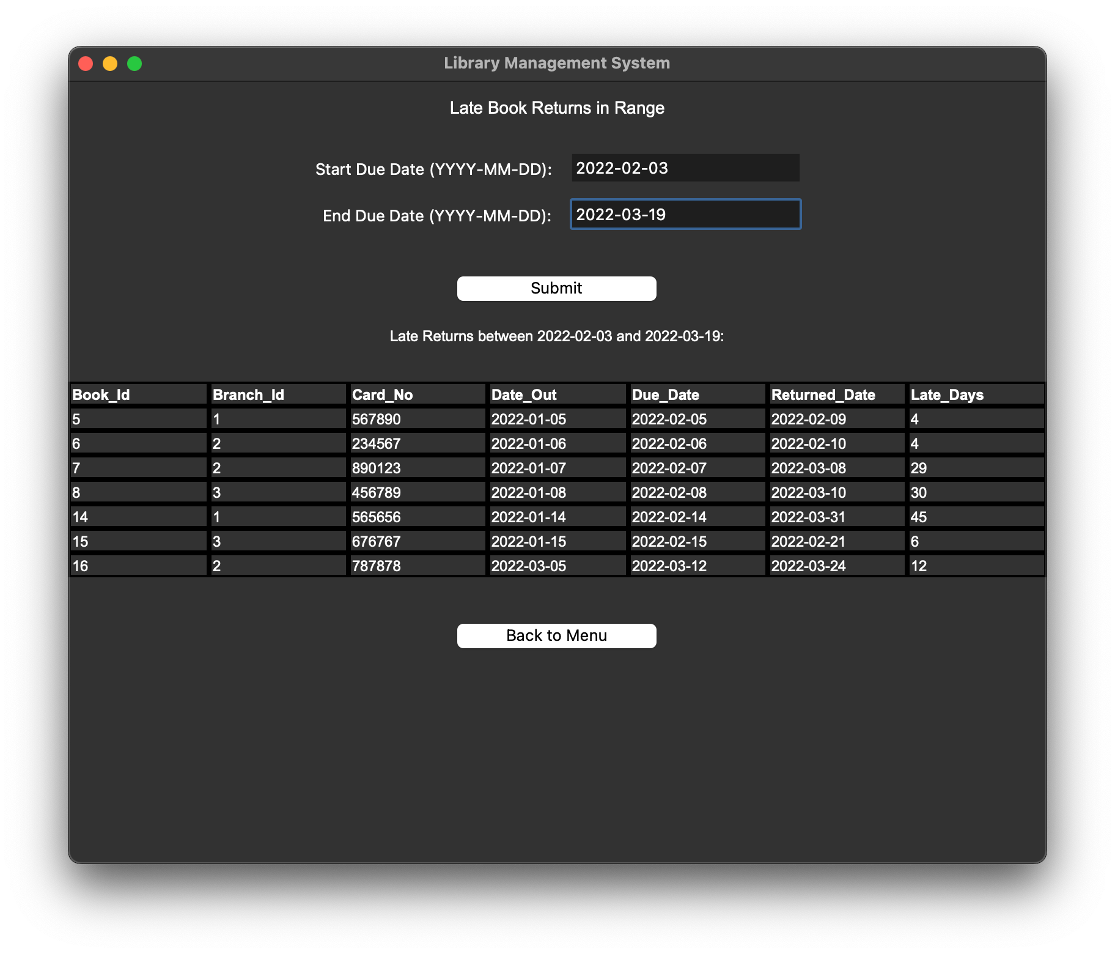 Library Management System
Late Book Returns in Range
Start Due Date (YYYY-MM-DD): 2022-02-03
End Due Date (YYYY-MM-DD): 2022-03-19
Submit
Late Returns between 2022-02-03 and 2022-03-19:
Book_Id Branch_Id Card_No Date_Out Due_Date Returned_Date Late_Days
5 1 567890 2022-01-05 2022-02-05 2022-02-09 4
6 2 234567 2022-01-06 2022-02-06 2022-02-10 4
7 2 890123 2022-01-07 2022-02-07 2022-03-08 29
8 3 456789 2022-01-08 2022-02-08 2022-03-10 30
14 1 565656 2022-01-14 2022-02-14 2022-03-31 45
15 3 676767 2022-01-15 2022-02-15 2022-02-21 6
16 2 787878 2022-03-05 2022-03-12 2022-03-24 12
Back to Menu